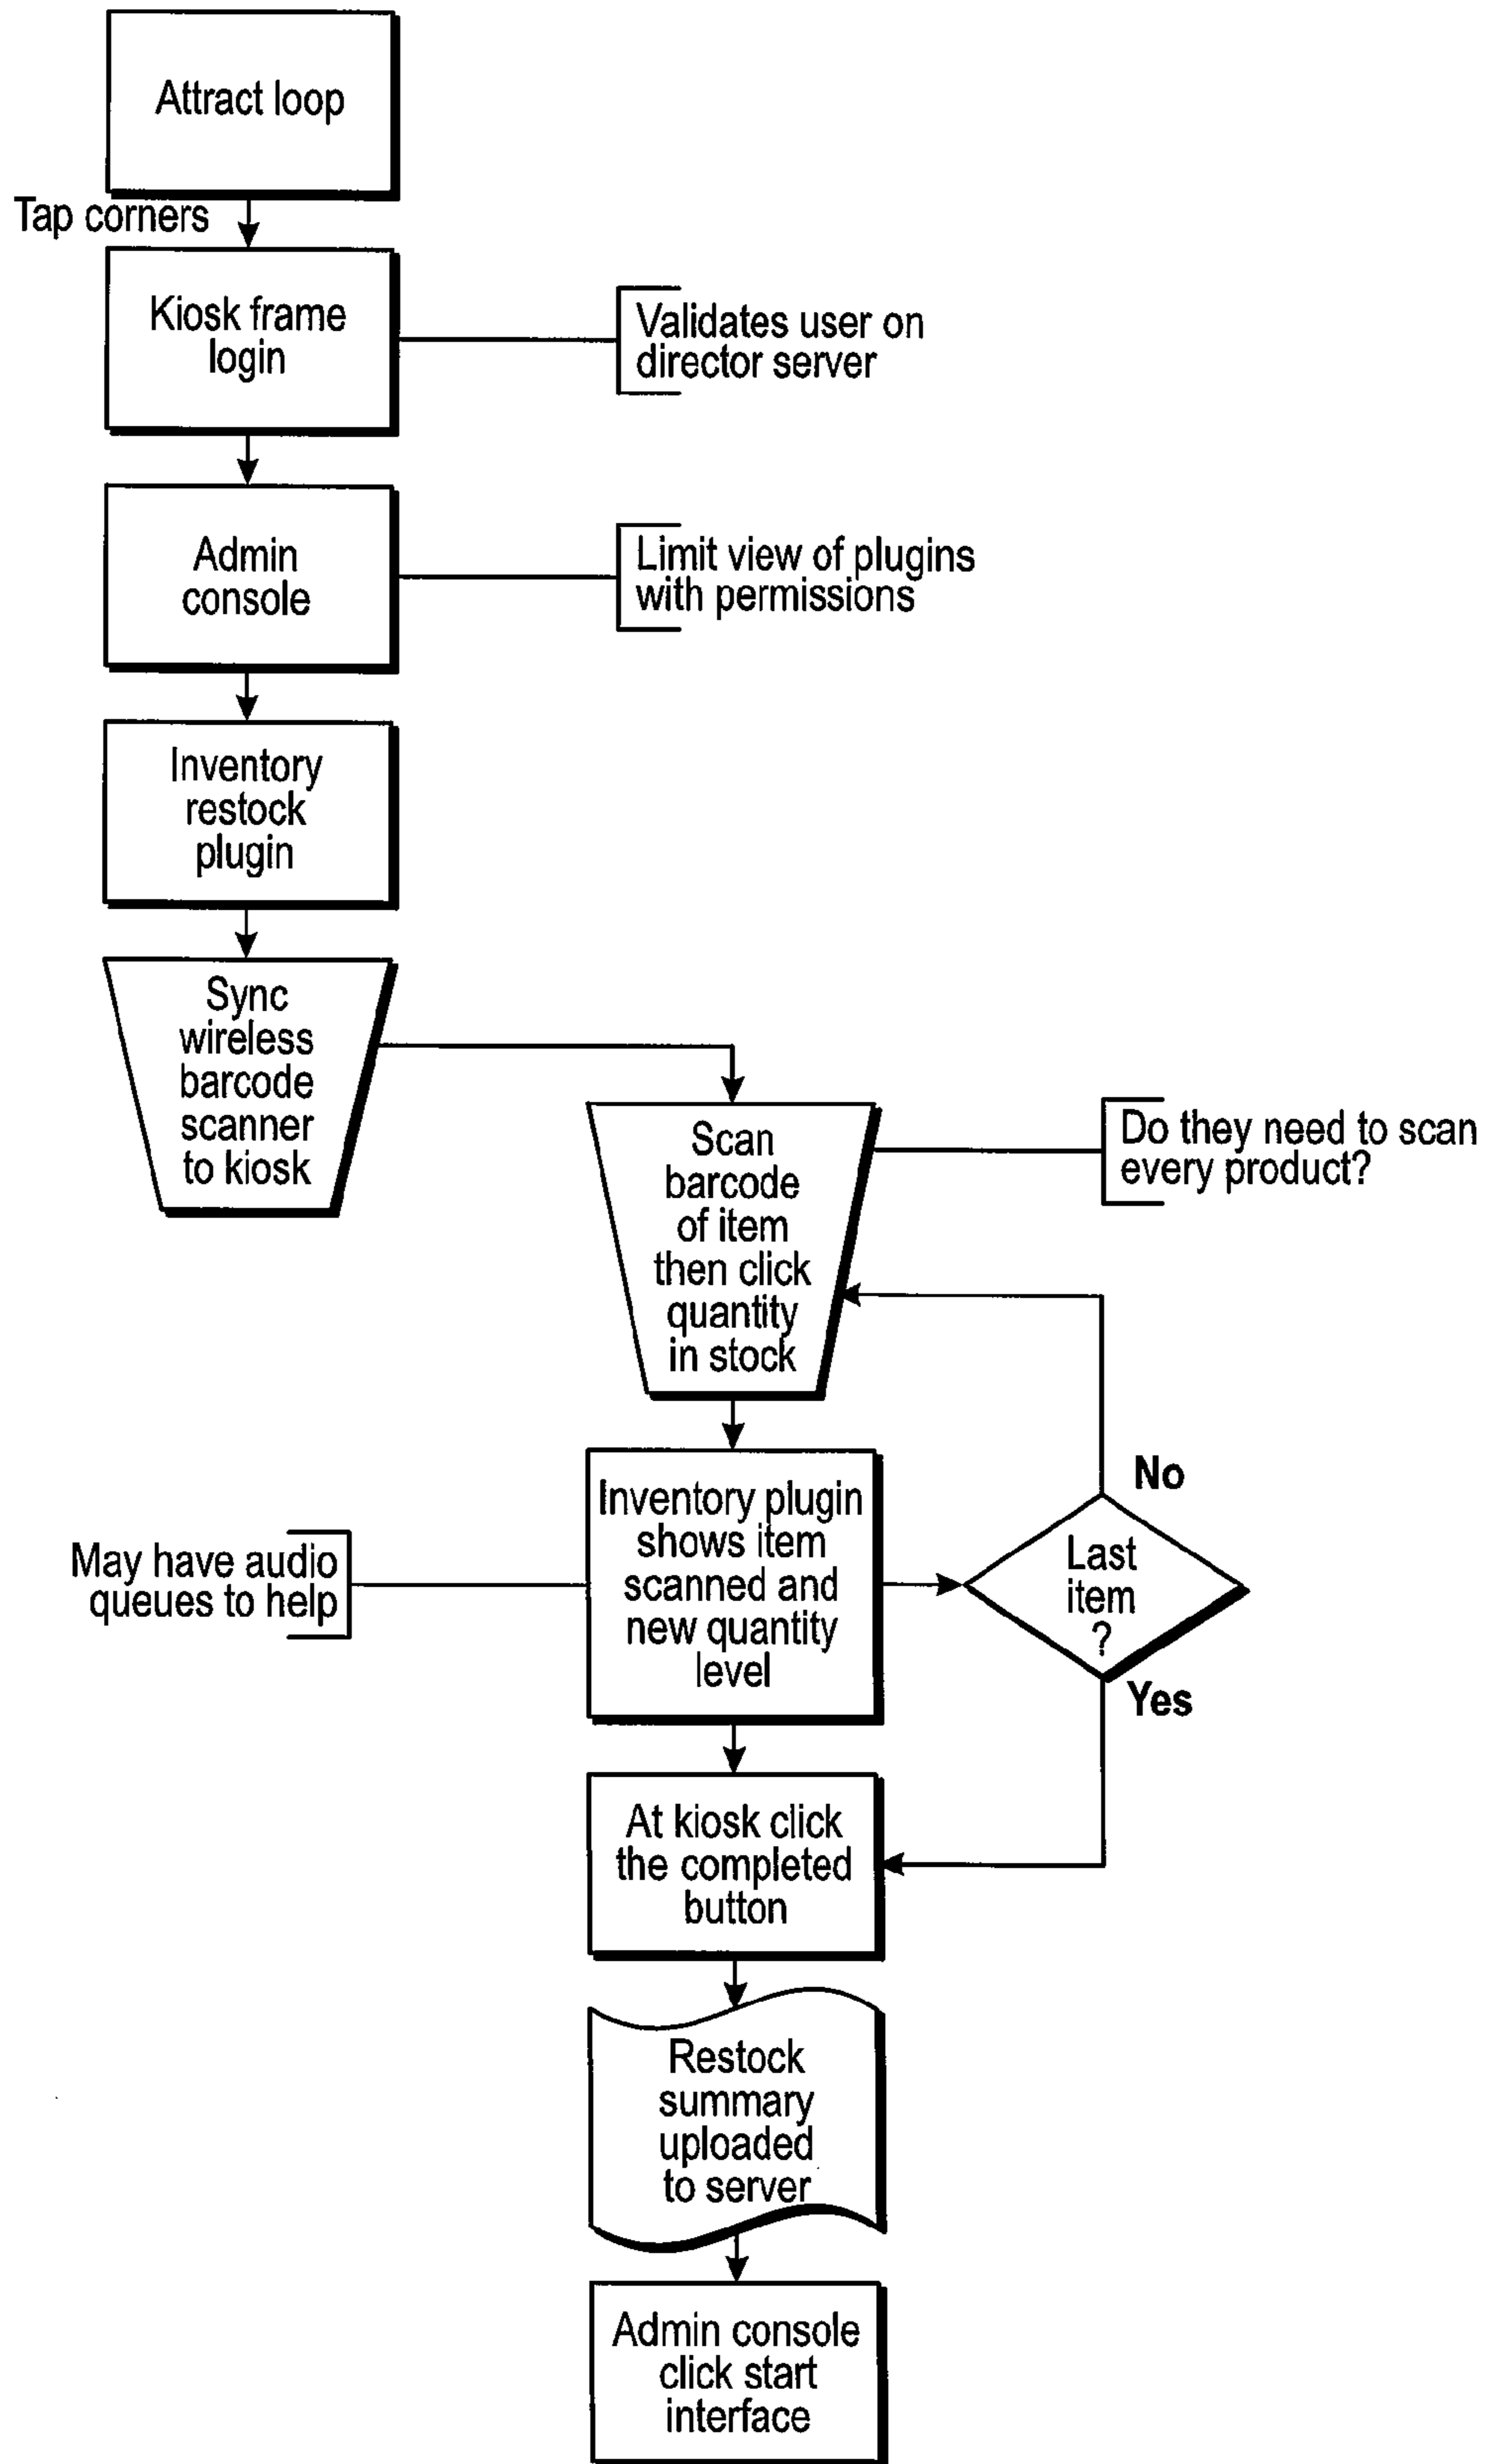 Attract loop
Tap corners
Kiosk frame
login
Validates user on
director server
Admin
console
Limit view of plugins
with permissions
Inventory
restock
plugin
Sync
wireless
barcode
scanner
to kiosk
Scan
barcode
of item
then click
quantity
in stock
Do they need to scan
every product?
Inventory plugin
shows item
scanned and
new quantity
level
May have audio
queues to help
No
Last
item
?
Yes
At kiosk click
the completed
button
Restock
summary
uploaded
to server
Admin console
click start
interface